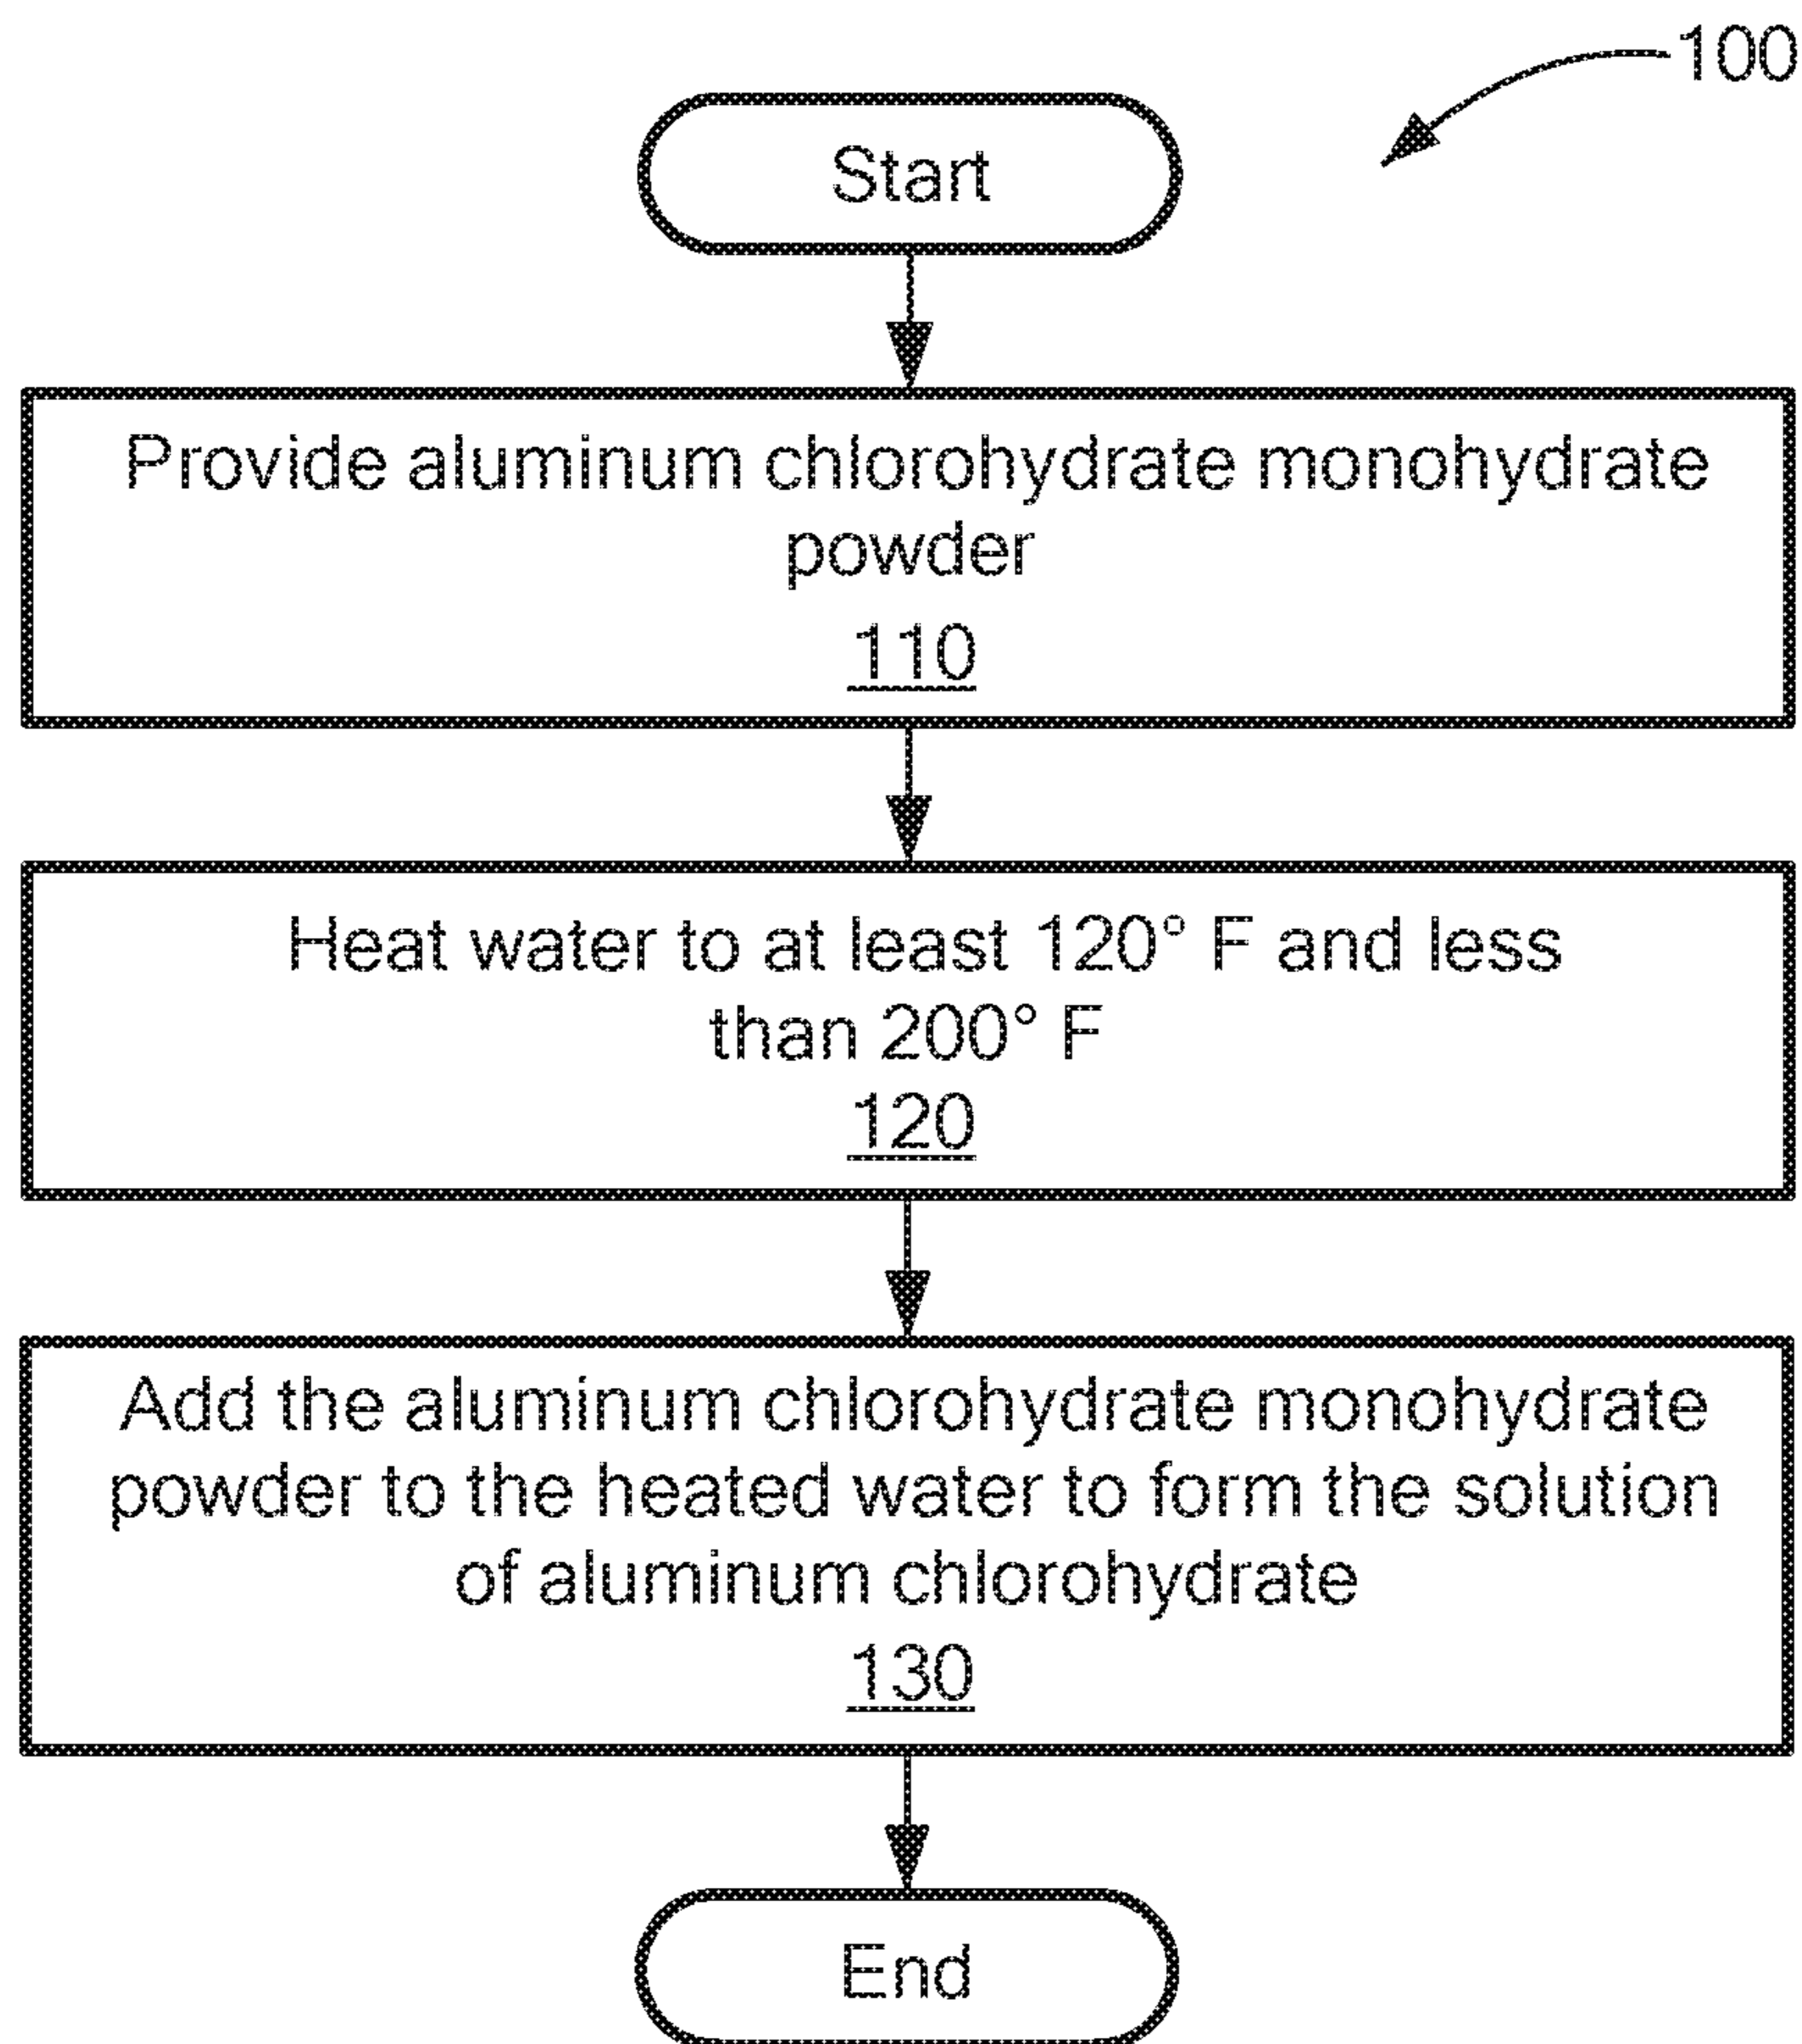 100
Start
Provide aluminum chlorohydrate monohydrate
powder
110
Heat water to at least 120° F and less
than 200° F
120
Add the aluminum chlorohydrate monohydrate
powder to the heated water to form the solution
of aluminum chlorohydrate
130
End